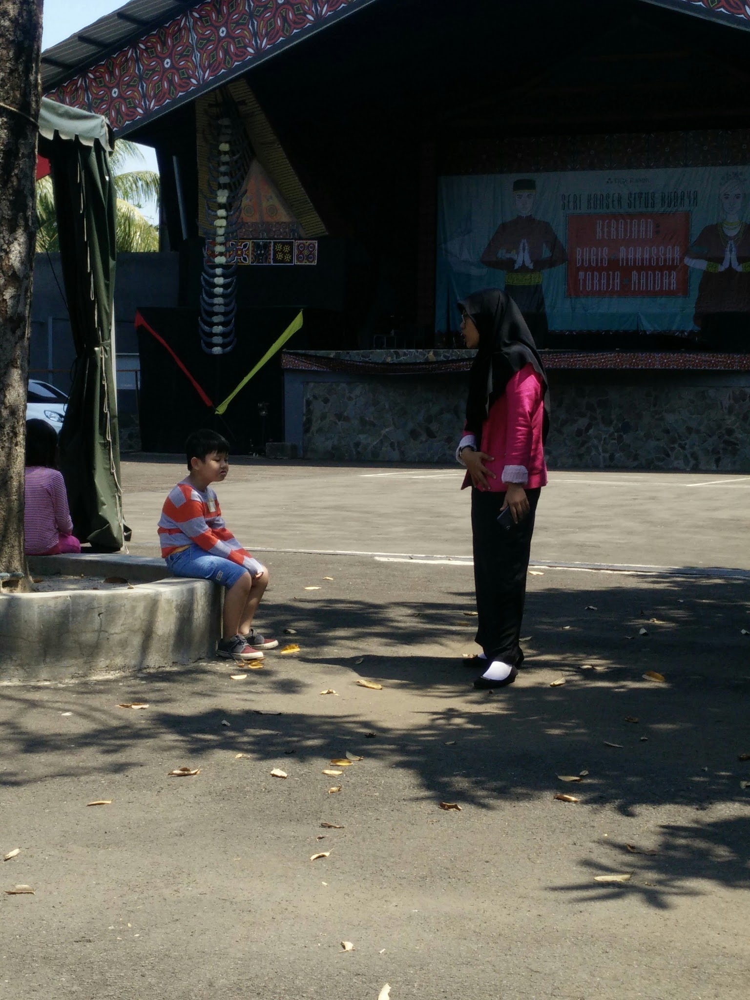 SERI KONSER SITUS BUDAYA
KERAJAAN
BUGIS MAKASSAR
TORAJA MANDAR